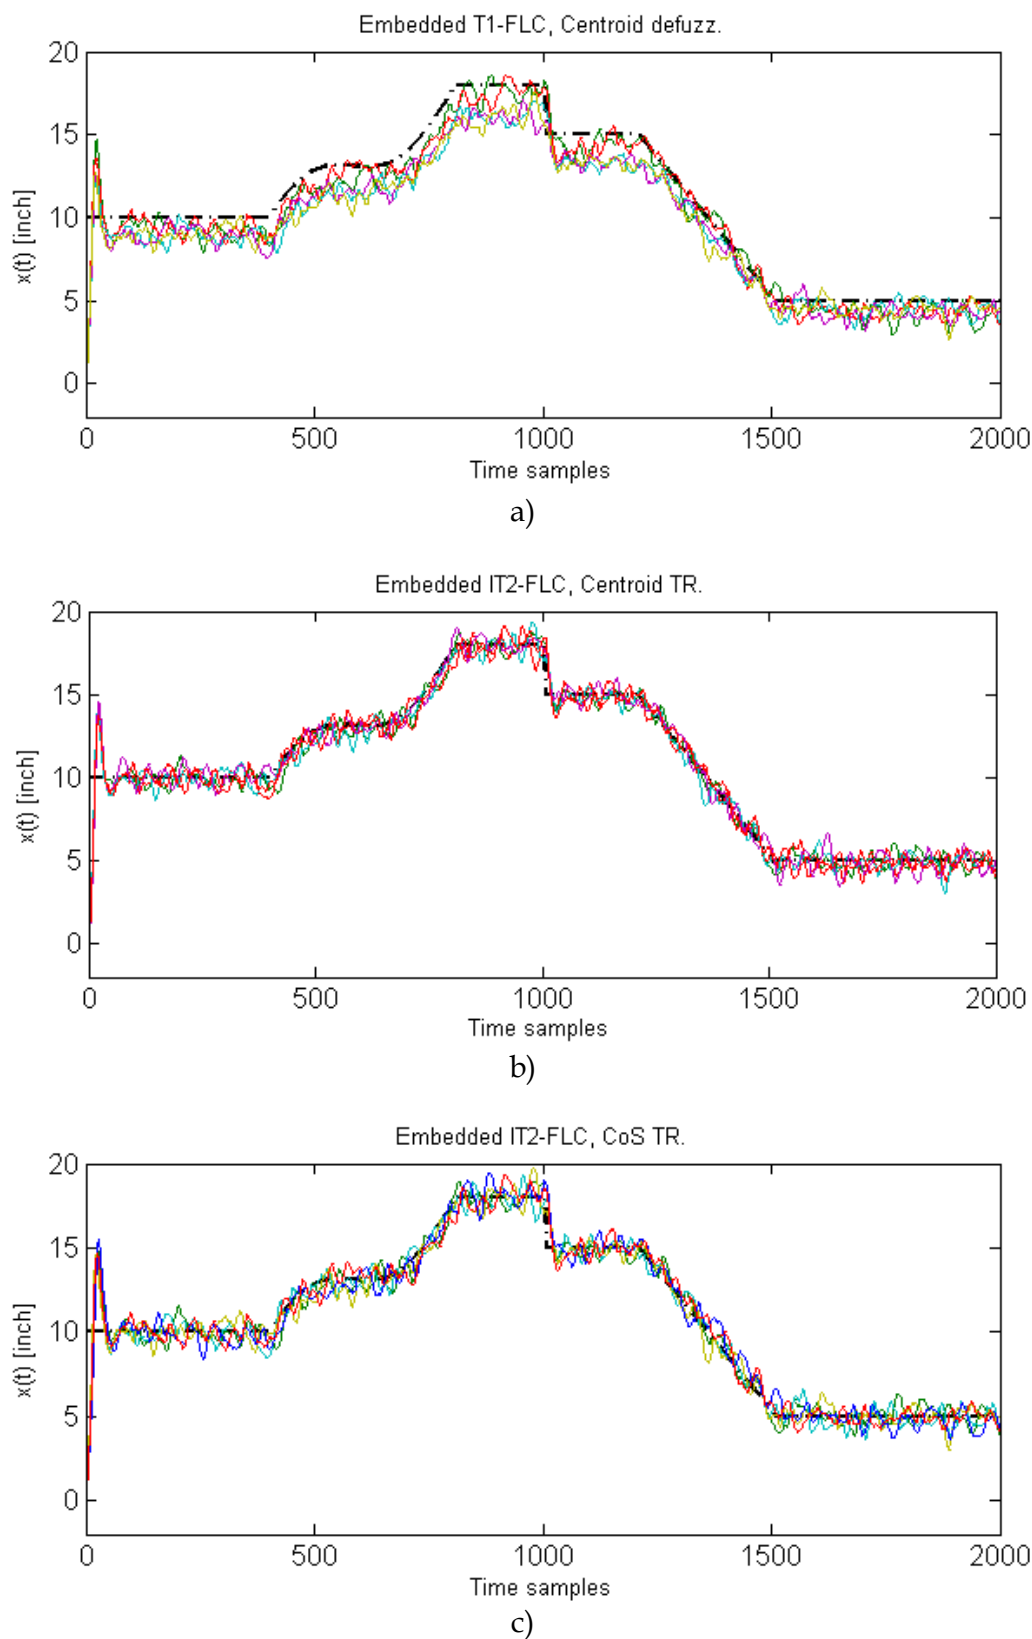 Embedded T1-FLC, Centroid defuzz.
20
15
10
5
0
x(t) [inch]
0 500 1000 1500 2000
Time samples
a)
Embedded IT2-FLC, Centroid TR.
20
15
10
5
0
x(t) [inch]
0 500 1000 1500 2000
Time samples
b)
Embedded IT2-FLC, CoS TR.
20
15
10
5
0
x(t) [inch]
0 500 1000 1500 2000
Time samples
c)